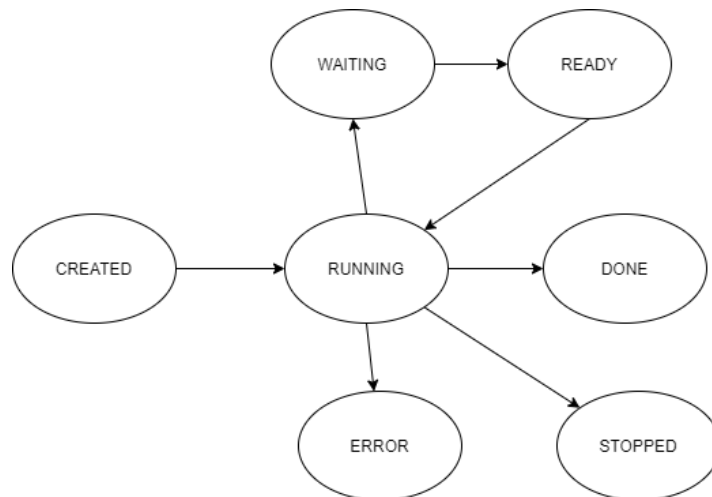 WAITING
READY
CREATED
RUNNING
DONE
ERROR
STOPPED